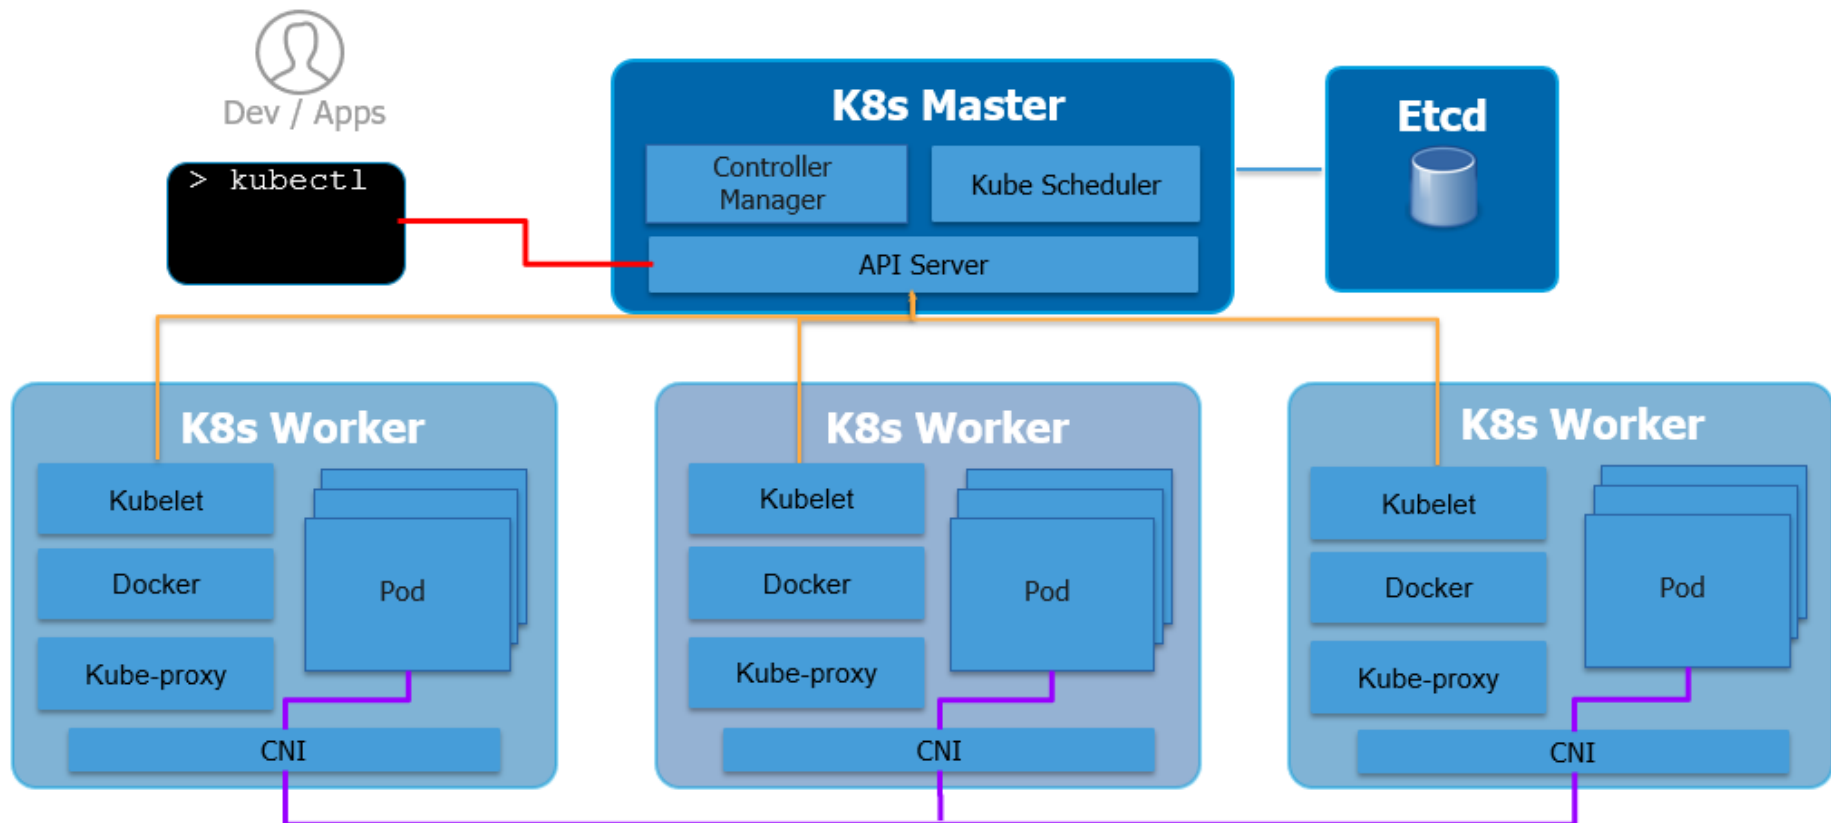 Dev / Apps
> kubectl
K8s Master
Controller
Manager
Kube Scheduler
API Server
Etcd
K8s Worker
Kubelet
Docker
Kube-proxy
Pod
CNI
K8s Worker
Kubelet
Docker
Kube-proxy
Pod
CNI
K8s Worker
Kubelet
Docker
Kube-proxy
Pod
CNI